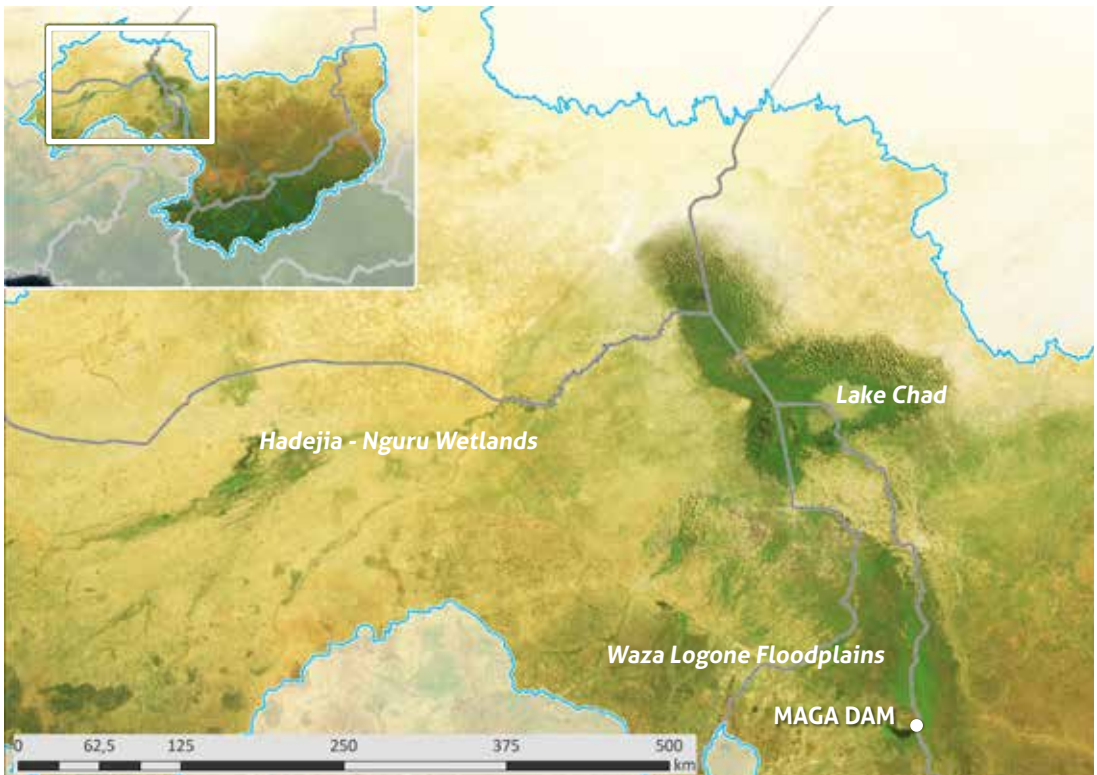 Lake Chad
Hadejia - Nguru Wetlands
Waza Logone Floodplains
MAGA DAM
0 62,5 125 250 375 500
km